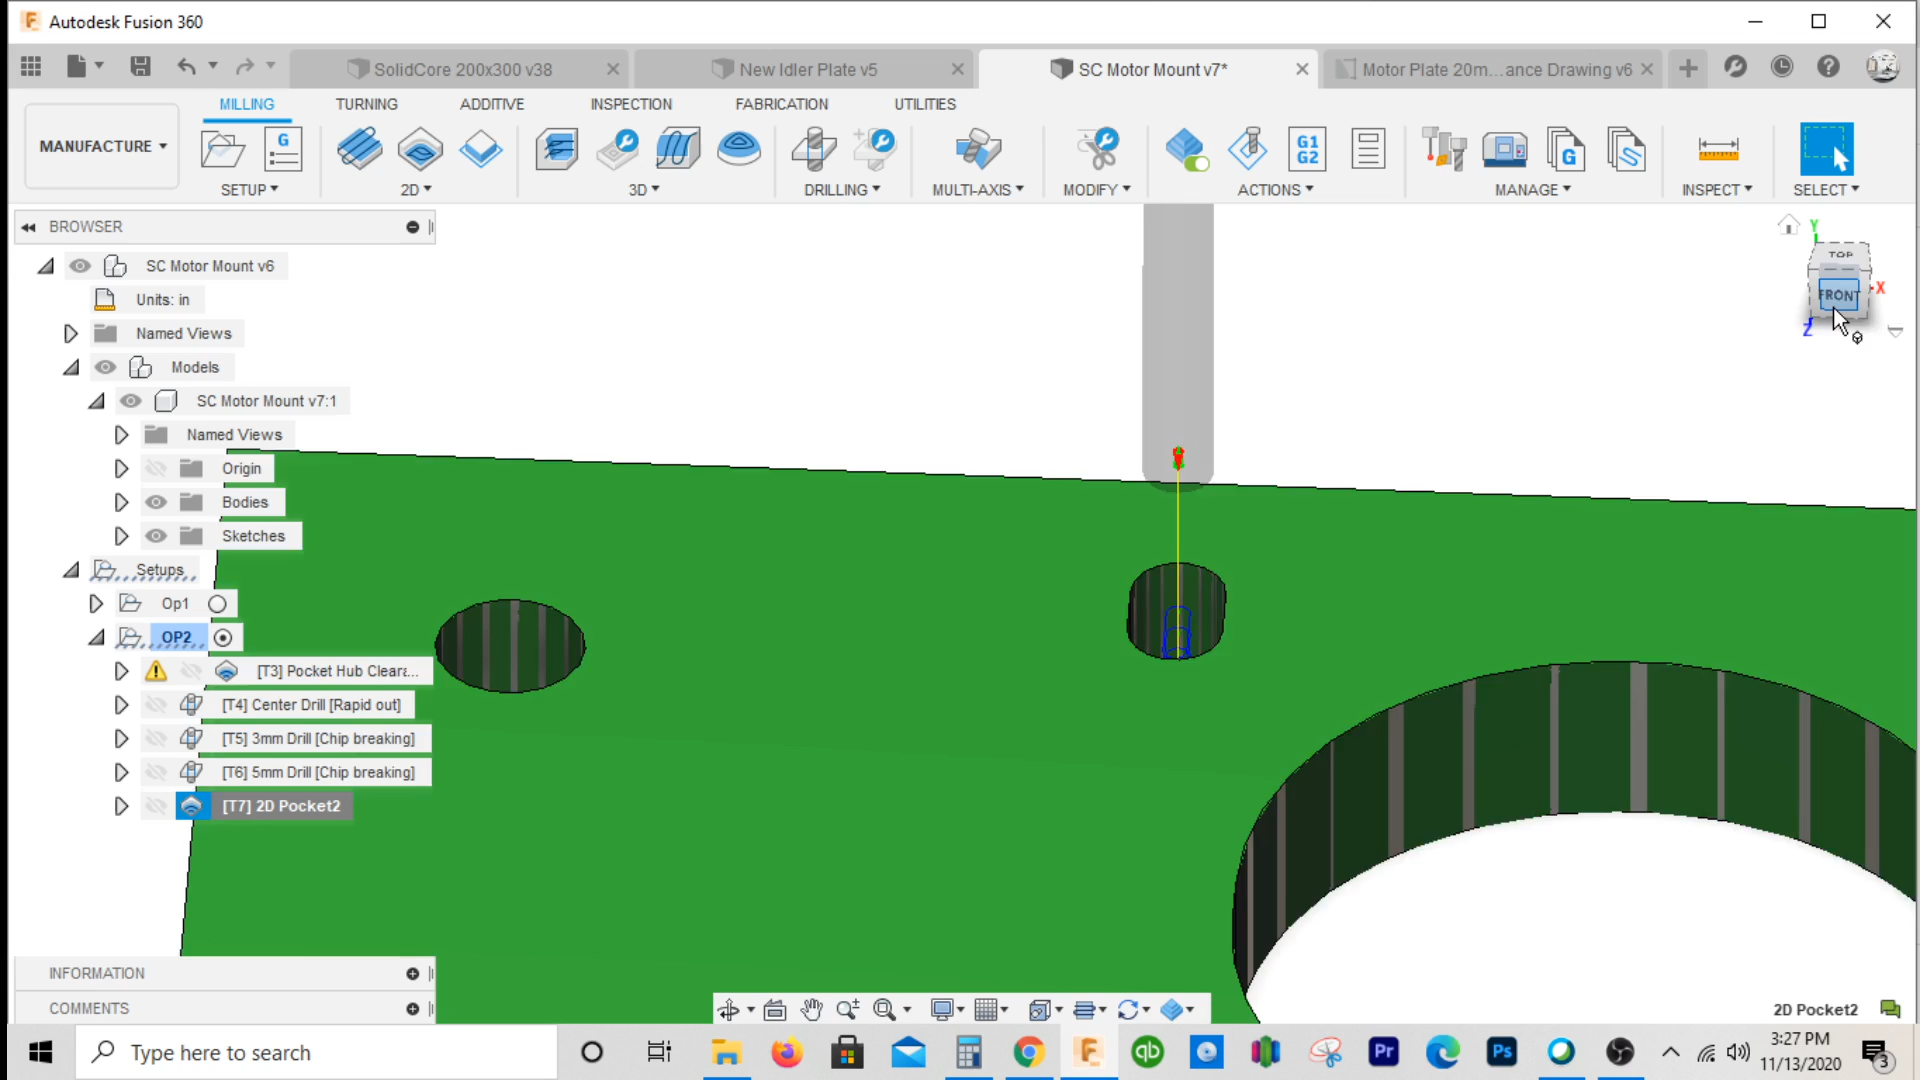 Autodesk Fusion 360
SolidCore 200x300 v38
New Idler Plate v5
SC Motor Mount v7*
Motor Plate 20m...ance Drawing v6
MILLING
TURNING
ADDITIVE
INSPECTION
FABRICATION
UTILITIES
MANUFACTURE
G
G1
G2
G
SETUP
2D
3D
DRILLING
MULTI-AXIS
MODIFY
ACTIONS
MANAGE
INSPECT
SELECT
BROWSER
Y
TOP
FRONT
X
Z
SC Motor Mount v6
Units: in
Named Views
Models
SC Motor Mount v7:1
Named Views
Origin
Bodies
Sketches
Setups
Op1
OP2
[T3] Pocket Hub Cleara...
[T4] Center Drill [Rapid out]
[T5] 3mm Drill [Chip breaking]
[T6] 5mm Drill [Chip breaking]
[T7] 2D Pocket2
INFORMATION
COMMENTS
2D Pocket2
Type here to search
qb
Pr
Ps
3:27 PM
11/13/2020
3